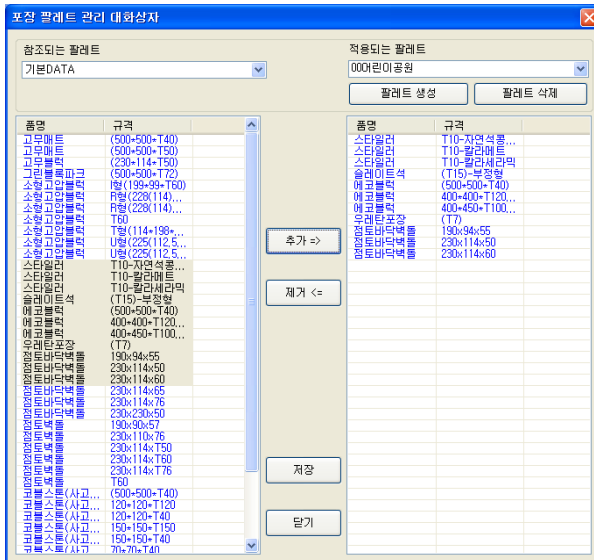 포장 팔레트 관리 대화상자
참조되는 팔레트
기본DATA
적용되는 팔레트
00어린이공원
팔레트 생성
팔레트 삭제
품명 규격
고무매트 (500*500*T40)
고무매트 (500*500*T50)
고무블럭 (230*114*T50)
그린블록파크 (500*500*T72)
소형고압블럭 I형(199*99*T60)
소형고압블럭 R형(228(114),...
소형고압블럭 R형(228(114),...
소형고압블럭 T60
소형고압블럭 T형(114*198*...
소형고압블럭 U형(225(112,5...
소형고압블럭 U형(225(112,5...
스타일러 T10-자연석콩...
스타일러 T10-칼라메트
스타일러 T10-칼라세라믹
슬레이트석 (T15)-부정형
에코블럭 (500*500*T40)
에코블럭 400*400*T120...
에코블럭 400*450*T100...
우레탄포장 (T7)
점토바닥벽돌 190x94x55
점토바닥벽돌 230x114x50
점토바닥벽돌 230x114x60
점토바닥벽돌 230x114x65
점토바닥벽돌 230x114x76
점토바닥벽돌 230x230x50
점토벽돌 190x90x57
점토벽돌 230x110x76
점토벽돌 230x114xT50
점토벽돌 230x114xT60
점토벽돌 230x114xT76
점토벽돌 T60
코블스톤(사고... (500*500*T40)
코블스톤(사고... 120*120*T120
코블스톤(사고... 120*120*T40
코블스톤(사고... 150*150*T150
코블스톤(사고... 150*150*T40
코블스톤(사고... 70*70*T40
추가 =>
제거 <=
저장
닫기
품명 규격
스타일러 T10-자연석콩...
스타일러 T10-칼라메트
스타일러 T10-칼라세라믹
슬레이트석 (T15)-부정형
에코블럭 (500*500*T40)
에코블럭 400*400*T120...
에코블럭 400*450*T100...
우레탄포장 (T7)
점토바닥벽돌 190x94x55
점토바닥벽돌 230x114x50
점토바닥벽돌 230x114x60